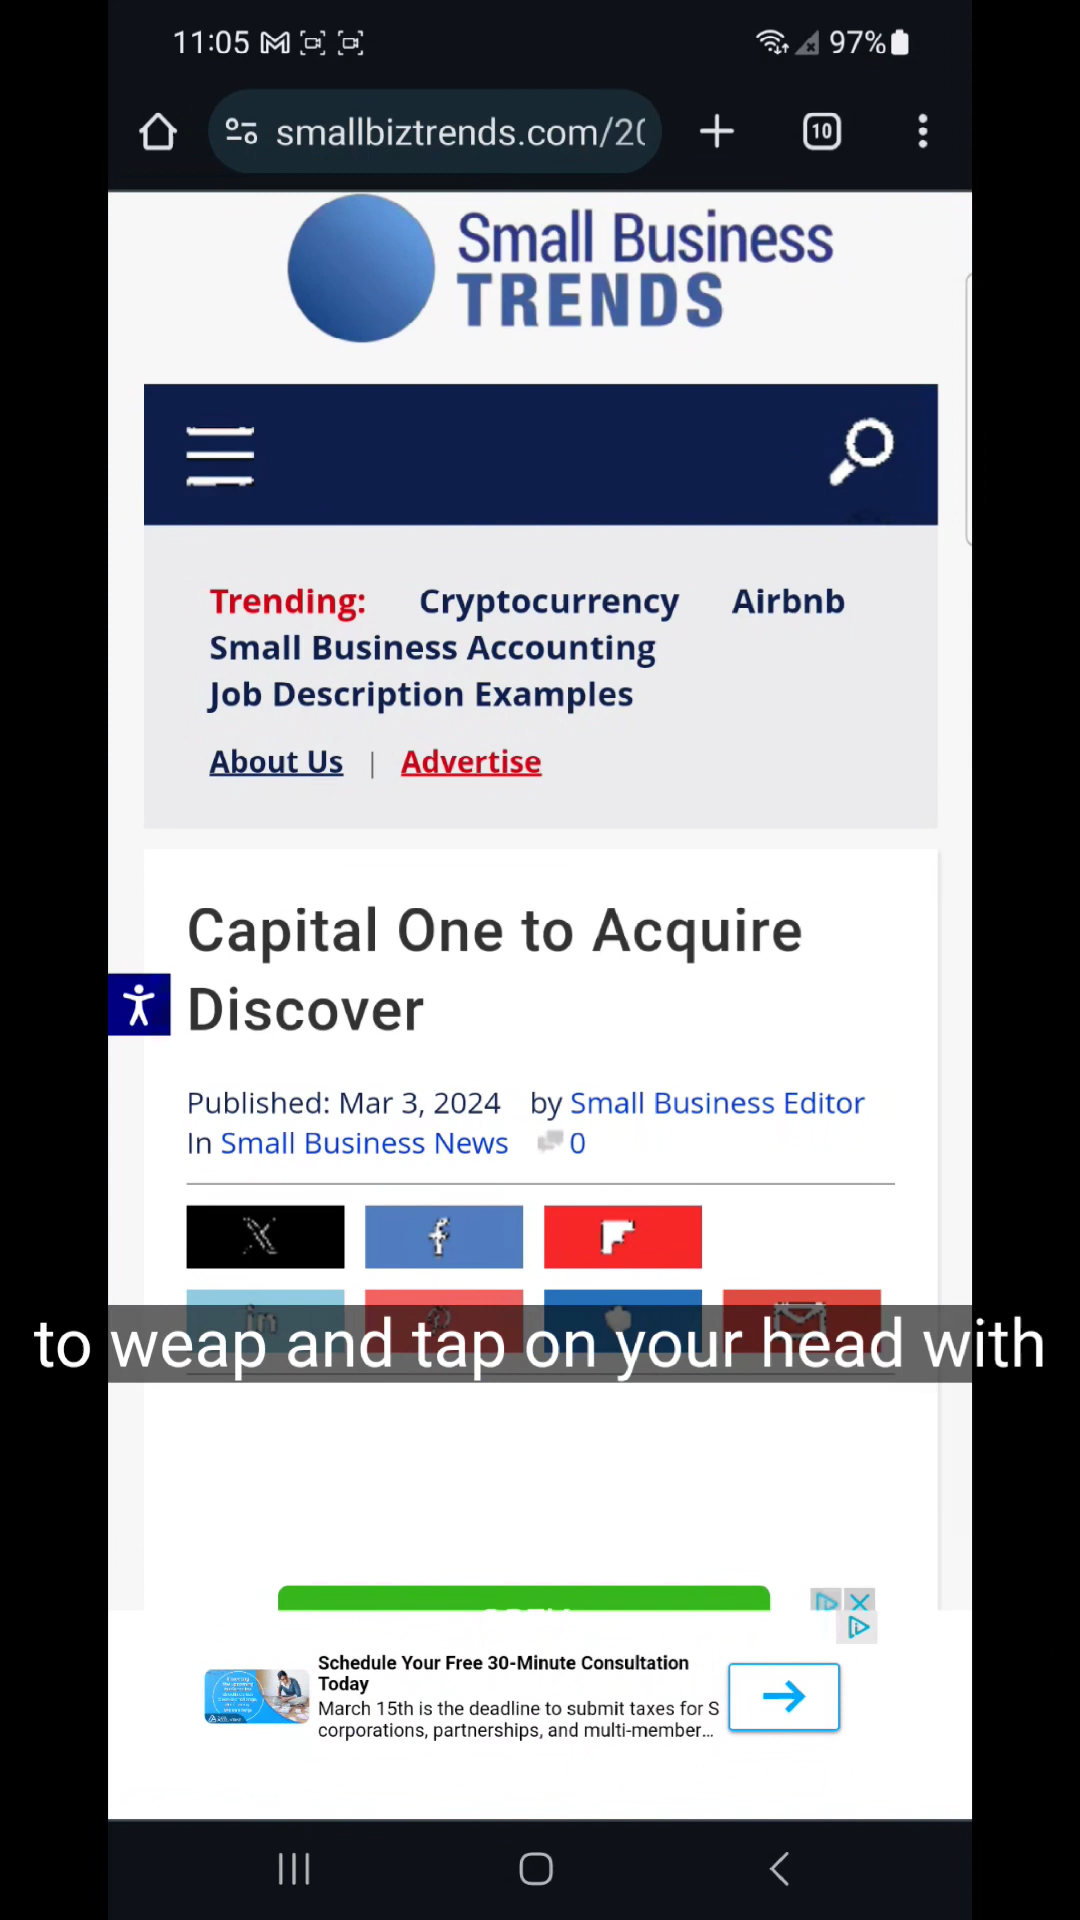 11:05
97%
smallbiztrends.com/20
10
Small Business
TRENDS
Trending: Cryptocurrency Airbnb
Small Business Accounting
Job Description Examples
About Us | Advertise
Capital One to Acquire
Discover
Published: Mar 3, 2024 by Small Business Editor
In Small Business News 0
in
to weap and tap on your head with
Schedule Your Free 30-Minute Consultation
Today
March 15th is the deadline to submit taxes for S
corporations, partnerships, and multi-member...